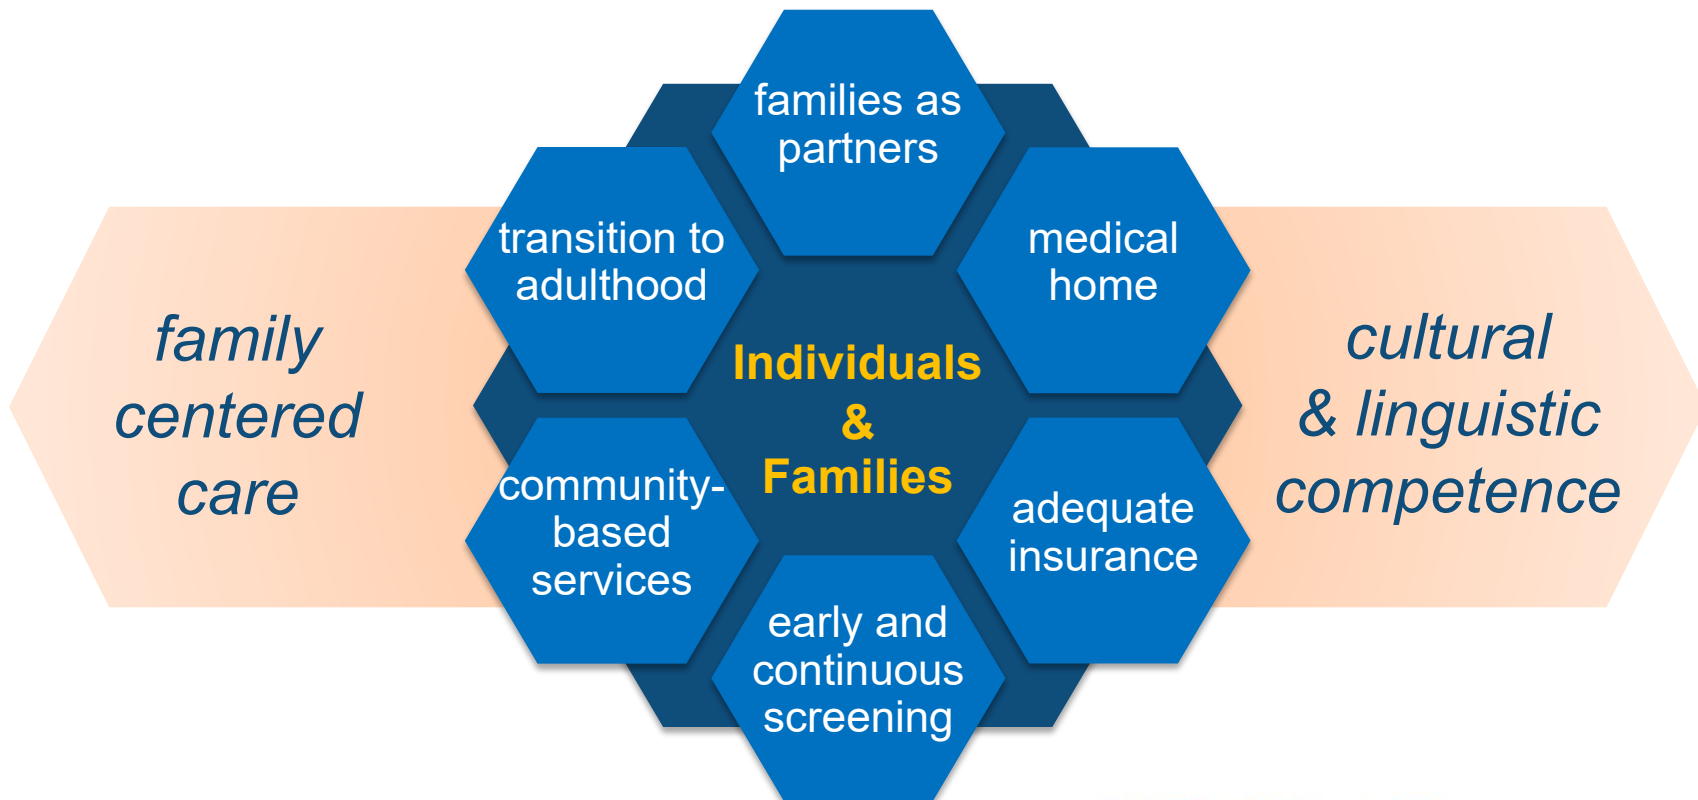 families as
partners
transition to
adulthood
medical
home
family
centered
care
Individuals
&
Families
cultural
& linguistic
competence
community-
based
services
adequate
insurance
early and
continuous
screening